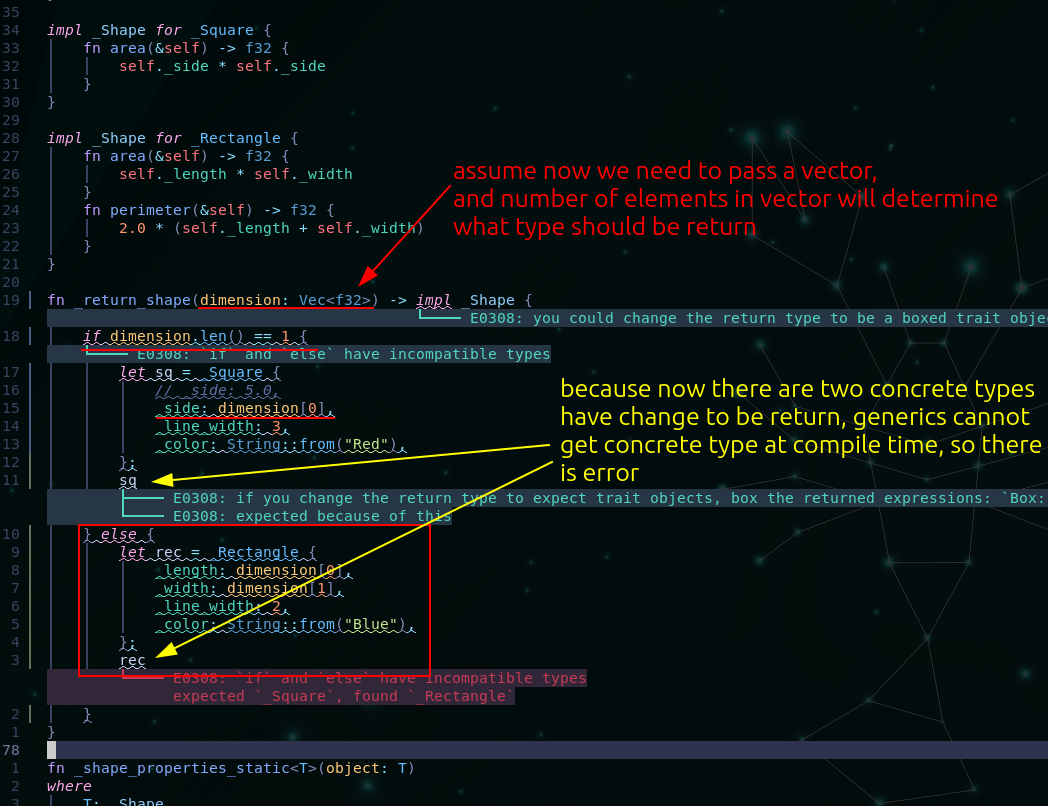 35
34 impl _Shape for _Square {
33 fn area(&self) -> f32 {
32 self._side * self._side
31 }
30 }
29
28 impl _Shape for _Rectangle {
27 fn area(&self) -> f32 {
26 self._length * self._width
25 }
24 fn perimeter(&self) -> f32 {
23 2.0 * (self._length + self._width)
22 }
21 }
20
assume now we need to pass a vector,
and number of elements in vector will determine
what type should be return
19 fn _return_shape(dimension: Vec<f32>) -> impl _Shape {
E0308: you could change the return type to be a boxed trait obje
18 if dimension.len() == 1 {
E0308: `if` and `else` have incompatible types
17 let sq = _Square {
16 // _side: 5.0,
15 _side: dimension[0],
14 _line_width: 3,
13 _color: String::from("Red"),
12 };
11 sq
because now there are two concrete types
have change to be return, generics cannot
get concrete type at compile time, so there
is error
E0308: if you change the return type to expect trait objects, box the returned expressions: `Box:
E0308: expected because of this
10 } else {
9 let rec = _Rectangle {
8 _length: dimension[0],
7 _width: dimension[1],
6 _line_width: 2,
5 _color: String::from("Blue"),
4 };
3 rec
E0308: `if` and `else` have incompatible types
expected `_Square`, found `_Rectangle`
2 }
1 }
78
1 fn _shape_properties_static<T>(object: T)
2 where
3 T: _Shape